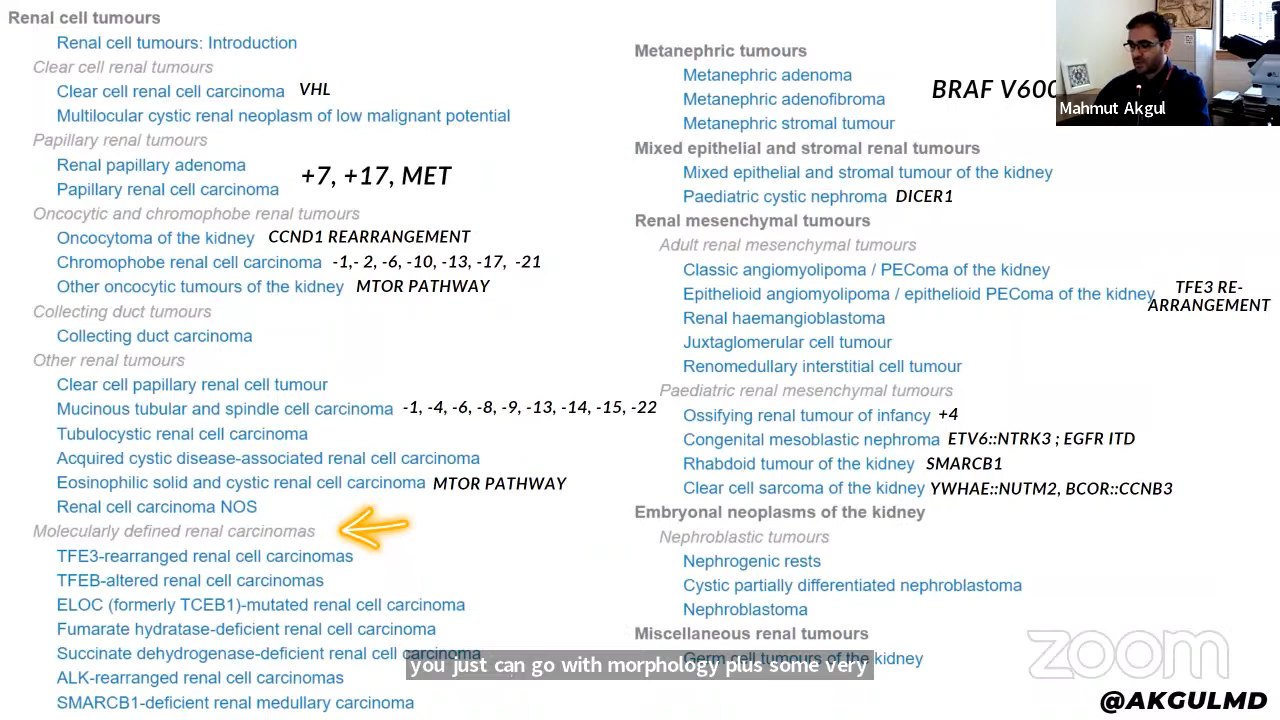 Renal cell tumours
Renal cell tumours: Introduction
Clear cell renal tumours
Clear cell renal cell carcinoma VHL
Multilocular cystic renal neoplasm of low malignant potential
Papillary renal tumours
Renal papillary adenoma
Papillary renal cell carcinoma
+7, +17, MET
Oncocytic and chromophobe renal tumours
Oncocytoma of the kidney CCND1 REARRANGEMENT
Chromophobe renal cell carcinoma -1,- 2, -6, -10, -13, -17, -21
Other oncocytic tumours of the kidney MTOR PATHWAY
Collecting duct tumours
Collecting duct carcinoma
Other renal tumours
Clear cell papillary renal cell tumour
Mucinous tubular and spindle cell carcinoma -1, -4, -6, -8, -9, -13, -14, -15, -22
Tubulocystic renal cell carcinoma
Acquired cystic disease-associated renal cell carcinoma
Eosinophilic solid and cystic renal cell carcinoma MTOR PATHWAY
Renal cell carcinoma NOS
Molecularly defined renal carcinomas
TFE3-rearranged renal cell carcinomas
TFEB-altered renal cell carcinomas
ELOC (formerly TCEB1)-mutated renal cell carcinoma
Fumarate hydratase-deficient renal cell carcinoma
Succinate dehydrogenase-deficient renal cell carcinoma
ALK-rearranged renal cell carcinomas
SMARCB1-deficient renal medullary carcinoma
Metanephric tumours
Metanephric adenoma
Metanephric adenofibroma
Metanephric stromal tumour
BRAF V600
Mixed epithelial and stromal renal tumours
Mixed epithelial and stromal tumour of the kidney
Paediatric cystic nephroma DICER1
Renal mesenchymal tumours
Adult renal mesenchymal tumours
Classic angiomyolipoma / PEComa of the kidney
Epithelioid angiomyolipoma / epithelioid PEComa of the kidney
TFE3 RE-
ARRANGEMENT
Renal haemangioblastoma
Juxtaglomerular cell tumour
Renomedullary interstitial cell tumour
Paediatric renal mesenchymal tumours
Ossifying renal tumour of infancy +4
Congenital mesoblastic nephroma ETV6::NTRK3 ; EGFR ITD
Rhabdoid tumour of the kidney SMARCB1
Clear cell sarcoma of the kidney YWHAE::NUTM2, BCOR::CCNB3
Embryonal neoplasms of the kidney
Nephroblastic tumours
Nephrogenic rests
Cystic partially differentiated nephroblastoma
Nephroblastoma
Miscellaneous renal tumours
Germ cell tumours of the kidney
you just can go with morphology plus some very
Mahmut Akgul
zoom
@AKGULMD